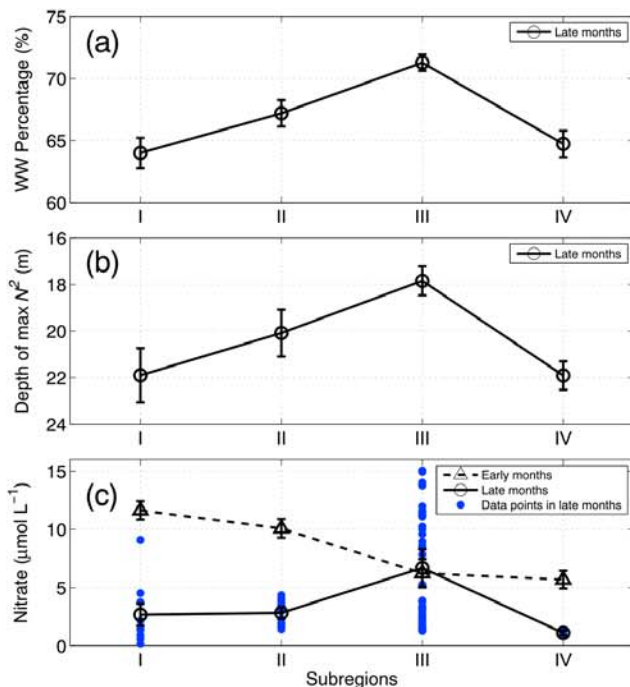 75
(a)
Late months
WW Percentage (%)
70
65
60
I II III IV
16
(b)
Late months
Depth of max N² (m)
18
20
22
24
I II III IV
15
(c)
Early months
Late months
Data points in late months
Nitrate (μmol L⁻¹)
10
5
0
I II III IV
Subregions